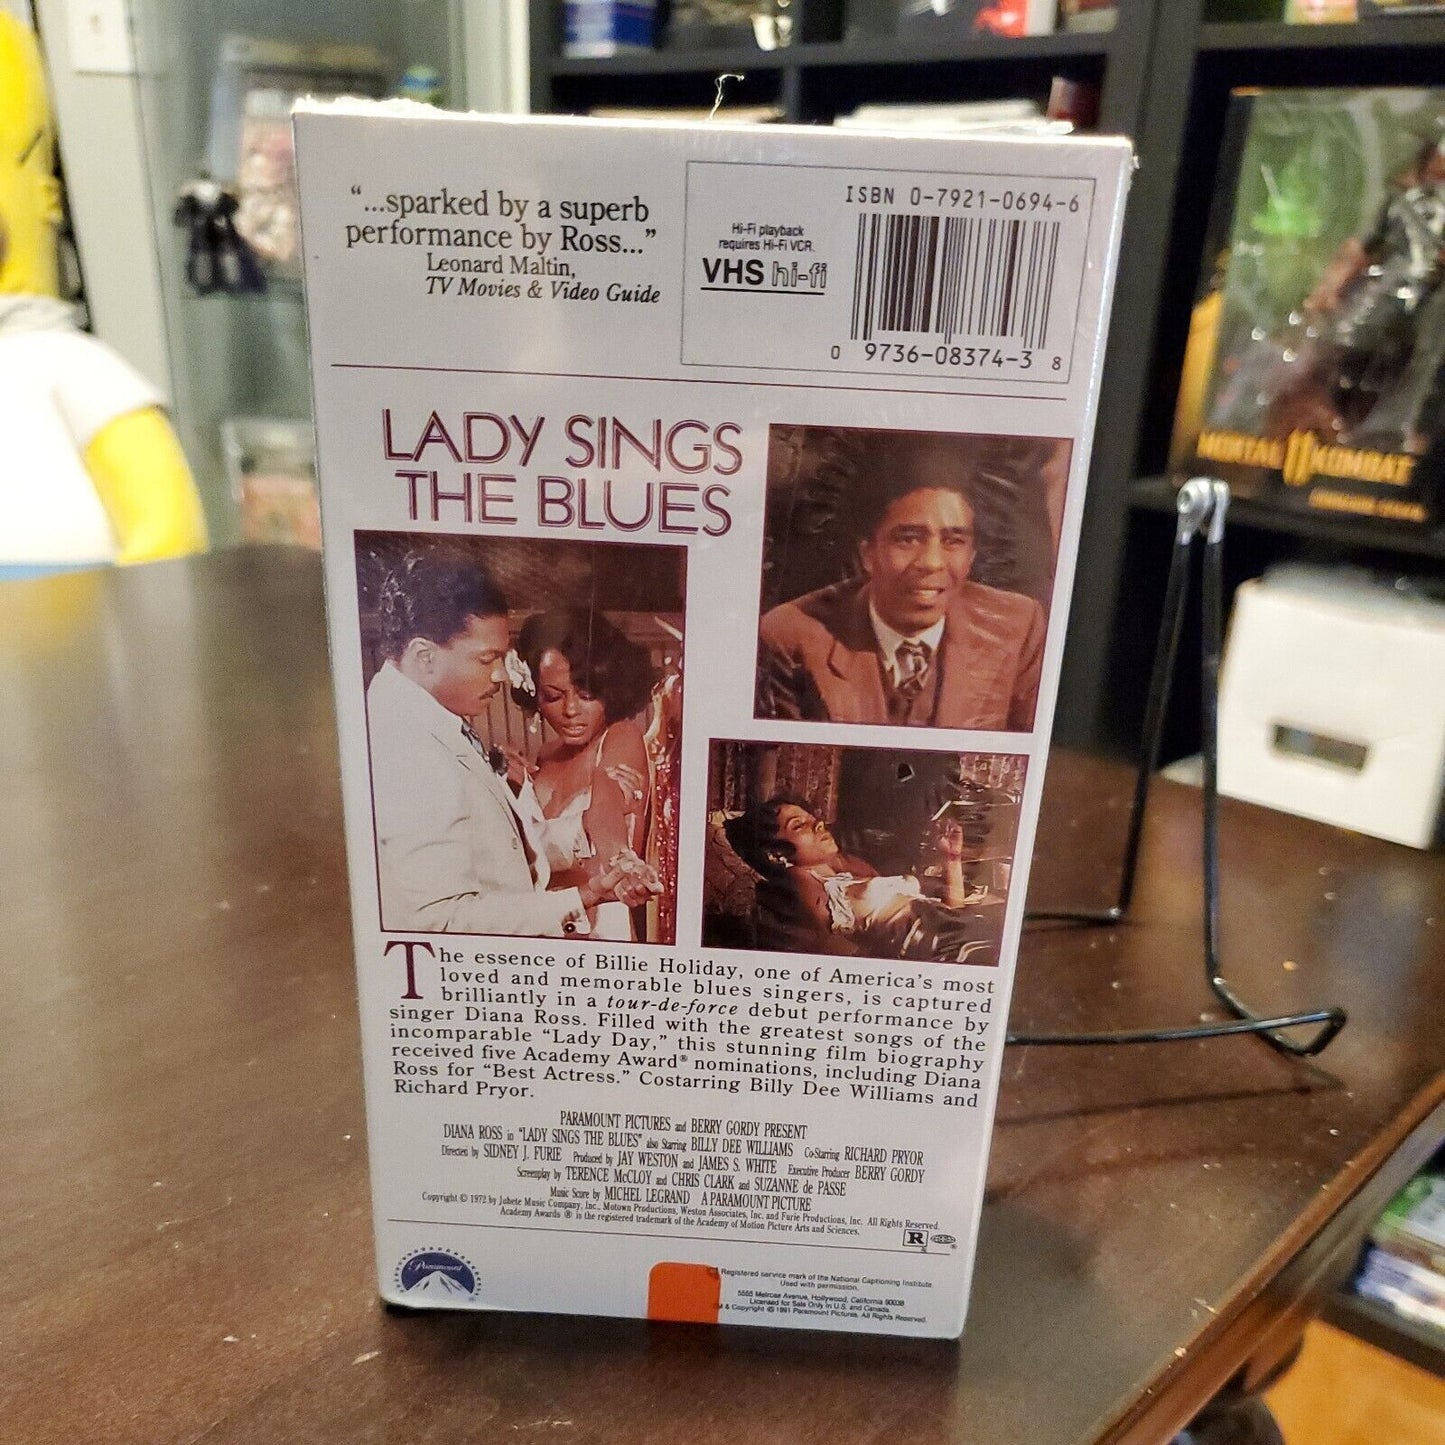 "...sparked by a superb
performance by Ross..."
Leonard Maltin,
TV Movies & Video Guide
Hi-Fi playback
requires Hi-Fi VCR.
VHS hi-fi
ISBN 0-7921-0694-6
0 9736-08374-3 8
LADY SINGS
THE BLUES
The essence of Billie Holiday, one of America's most
loved and memorable blues singers, is captured
brilliantly in a tour-de-force debut performance by
singer Diana Ross. Filled with the greatest songs of the
incomparable "Lady Day," this stunning film biography
received five Academy Award® nominations, including Diana
Ross for "Best Actress." Costarring Billy Dee Williams and
Richard Pryor.
PARAMOUNT PICTURES and BERRY GORDY PRESENT
DIANA ROSS in "LADY SINGS THE BLUES" also Starring BILLY DEE WILLIAMS Co-Starring RICHARD PRYOR
Directed by SIDNEY J. FURIE Produced by JAY WESTON and JAMES S. WHITE Executive Producer BERRY GORDY
Screenplay by TERENCE McCLOY and CHRIS CLARK and SUZANNE de PASSE
Music Score by MICHEL LEGRAND A PARAMOUNT PICTURE
Copyright © 1972 by Jobete Music Company, Inc., Motown Productions, Weston Associates, Inc. and Furie Productions, Inc. All Rights Reserved.
Academy Awards ® is the registered trademark of the Academy of Motion Picture Arts and Sciences.
R
Paramount
Registered service mark of the National Captioning Institute.
Used with permission.
5555 Melrose Avenue, Hollywood, California 90038
Licensed for Sale Only in U.S. and Canada.
& Copyright © 1991 Paramount Pictures. All Rights Reserved.
MORTAL KOMBAT